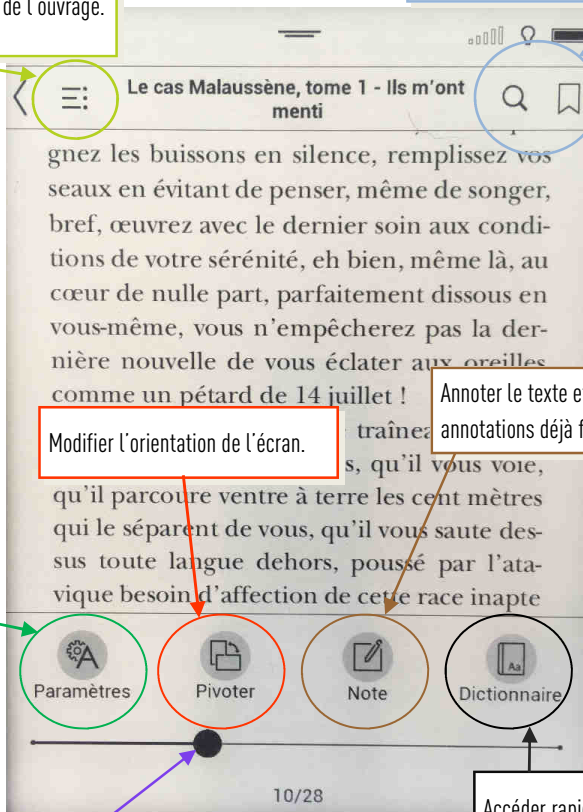 de l'ouvrage.
Le cas Malaussène, tome 1 - Ils m'ont
menti
gnez les buissons en silence, remplissez vos
seaux en évitant de penser, même de songer,
bref, œuvrez avec le dernier soin aux condi-
tions de votre sérénité, eh bien, même là, au
cœur de nulle part, parfaitement dissous en
vous-même, vous n'empêcherez pas la der-
nière nouvelle de vous éclater aux oreilles
comme un pétard de 14 juillet !
Annoter le texte et
annotations déjà
Modifier l'orientation de l'écran.
s, qu'il vous voie,
qu'il parcoure ventre à terre les cent mètres
qui le séparent de vous, qu'il vous saute des-
sus toute langue dehors, poussé par l'ata-
vique besoin d'affection de cette race inapte
A
Aa
Paramètres
Pivoter
Note
Dictionnaire
10/28
Accéder